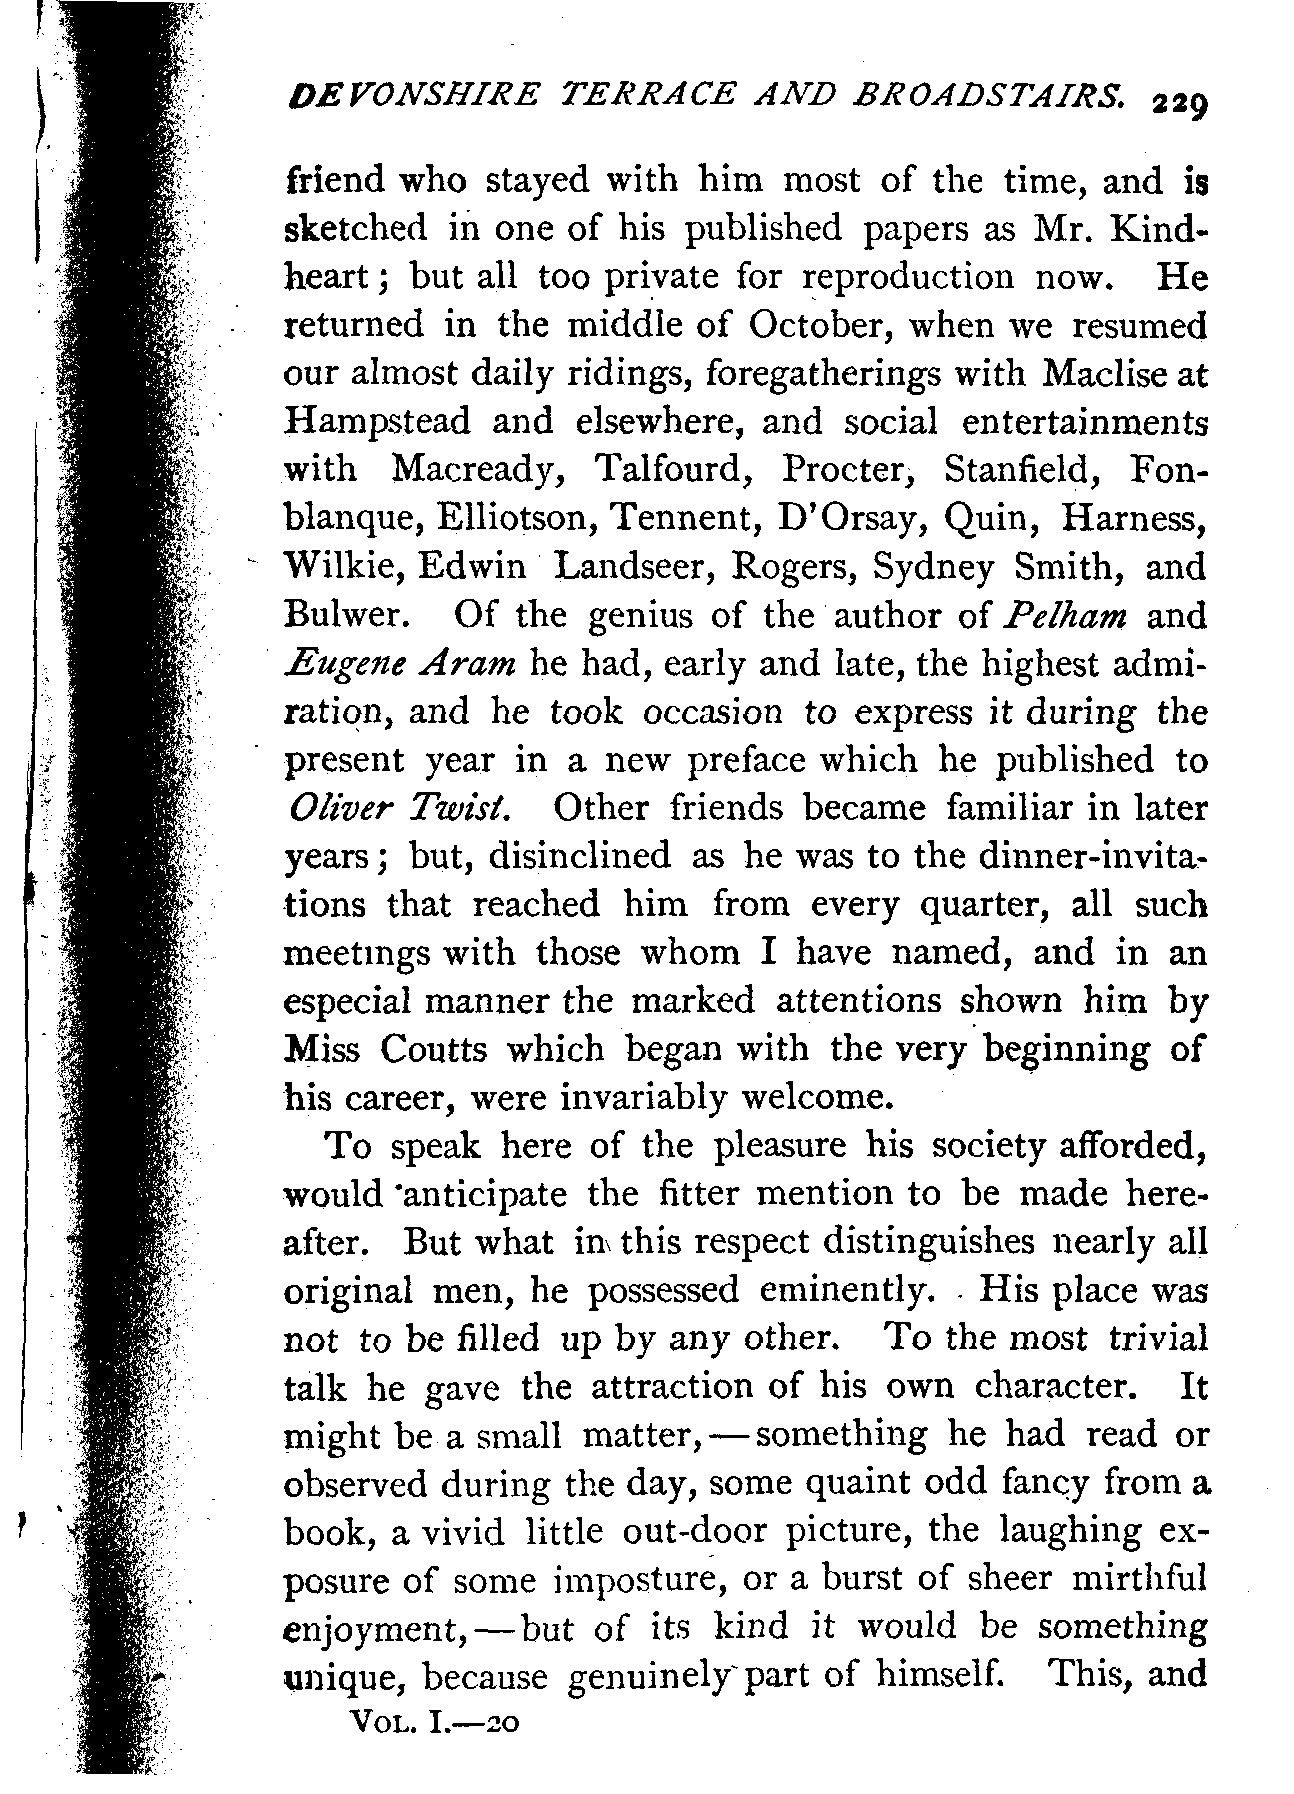 DEVONSHIRE TERRACE AND BROADSTAIRS. 229
friend who stayed with him most of the time, and is
sketched in one of his published papers as Mr. Kind-
heart; but all too private for reproduction now. He
returned in the middle of October, when we resumed
our almost daily ridings, foregatherings with Maclise at
Hampstead and elsewhere, and social entertainments
with Macready, Talfourd, Procter, Stanfield, Fon-
blanque, Elliotson, Tennent, D'Orsay, Quin, Harness,
Wilkie, Edwin Landseer, Rogers, Sydney Smith, and
Bulwer. Of the genius of the author of Pelham and
Eugene Aram he had, early and late, the highest admi-
ration, and he took occasion to express it during the
present year in a new preface which he published to
Oliver Twist. Other friends became familiar in later
years; but, disinclined as he was to the dinner-invita-
tions that reached him from every quarter, all such
meetings with those whom I have named, and in an
especial manner the marked attentions shown him by
Miss Coutts which began with the very beginning of
his career, were invariably welcome.
To speak here of the pleasure his society afforded,
would anticipate the fitter mention to be made here-
after. But what in this respect distinguishes nearly all
original men, he possessed eminently. His place was
not to be filled up by any other. To the most trivial
talk he gave the attraction of his own character. It
might be a small matter,—something he had read or
observed during the day, some quaint odd fancy from a
book, a vivid little out-door picture, the laughing ex-
posure of some imposture, or a burst of sheer mirthful
enjoyment,—but of its kind it would be something
unique, because genuinely part of himself. This, and
VOL. I.—20